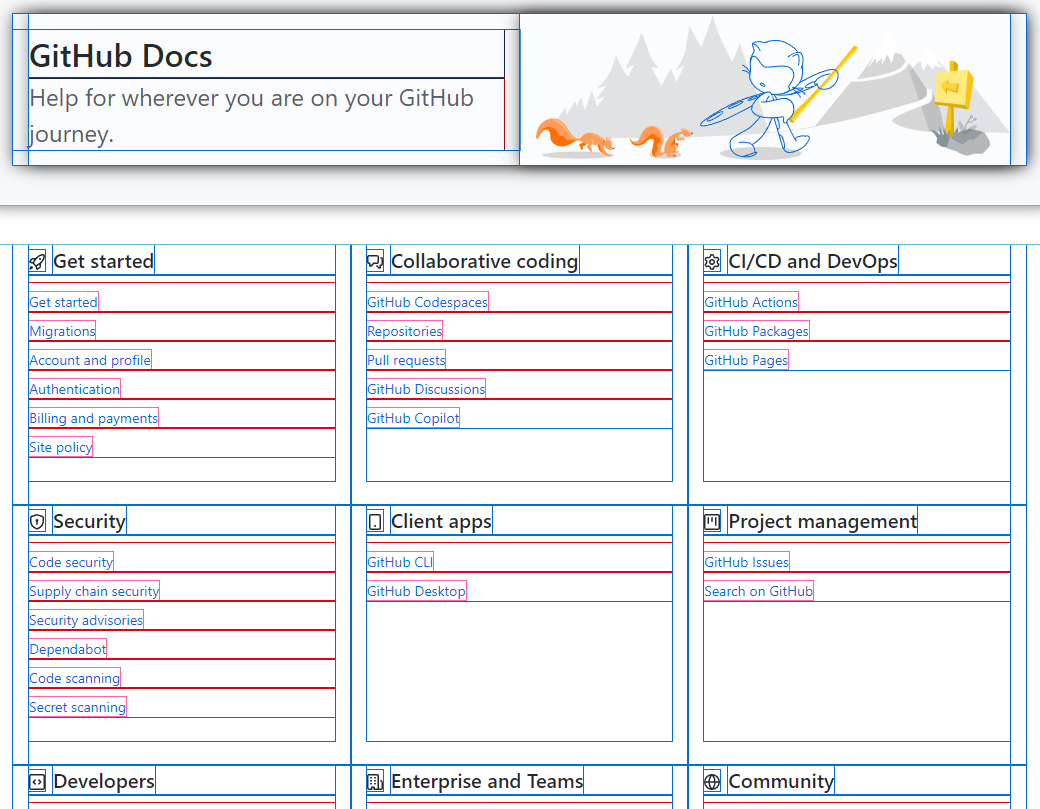 GitHub Docs
Help for wherever you are on your GitHub
journey.
Get started
Get started
Migrations
Account and profile
Authentication
Billing and payments
Site policy
Collaborative coding
GitHub Codespaces
Repositories
Pull requests
GitHub Discussions
GitHub Copilot
CI/CD and DevOps
GitHub Actions
GitHub Packages
GitHub Pages
Security
Code security
Supply chain security
Security advisories
Dependabot
Code scanning
Secret scanning
Client apps
GitHub CLI
GitHub Desktop
Project management
GitHub Issues
Search on GitHub
Developers
Enterprise and Teams
Community